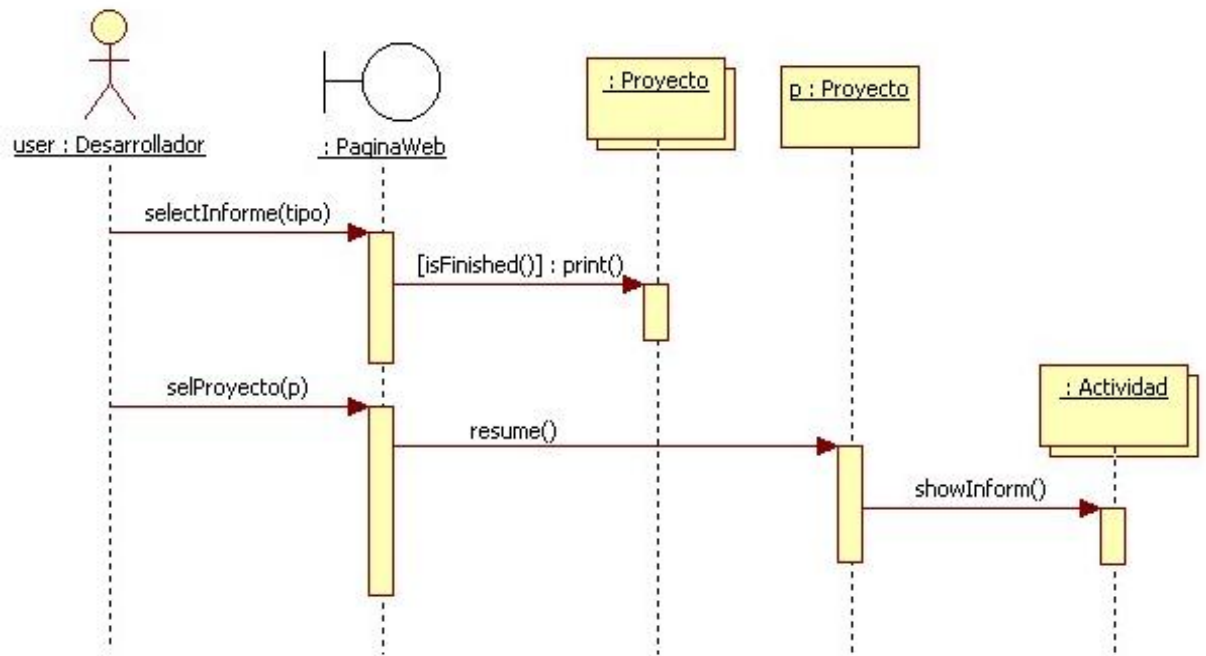 : Proyecto
p : Proyecto
user : Desarrollador
: PaginaWeb
selectInforme(tipo)
[isFinished()] : print()
selProyecto(p)
: Actividad
resume()
showInform()